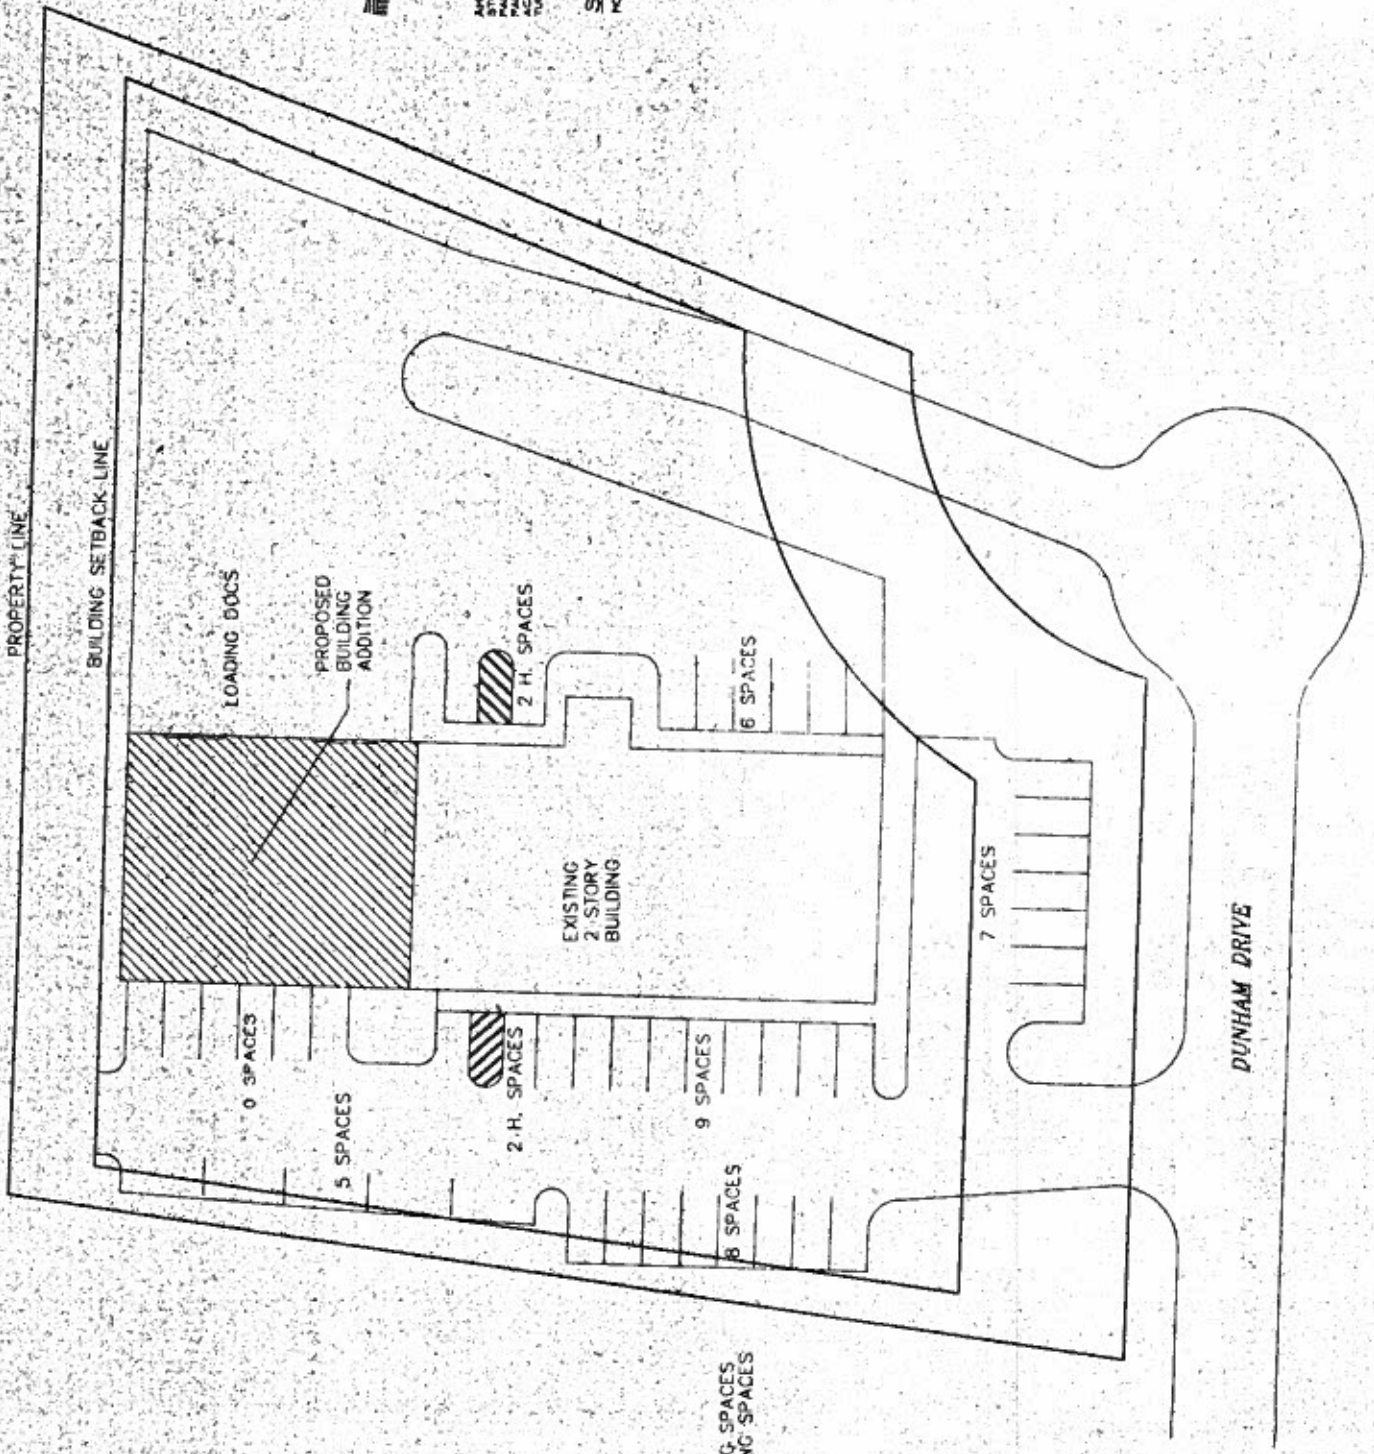 PROPERTY LINE
BUILDING SETBACK LINE
LOADING DOCS
PROPOSED
BUILDING
ADDITION
2 H. SPACES
6 SPACES
EXISTING
2 STORY
BUILDING
7 SPACES
SPACES
5 SPACES
2 H. SPACES
9 SPACES
8 SPACES
DUNHAM DRIVE
G SPACES
NG SPACES